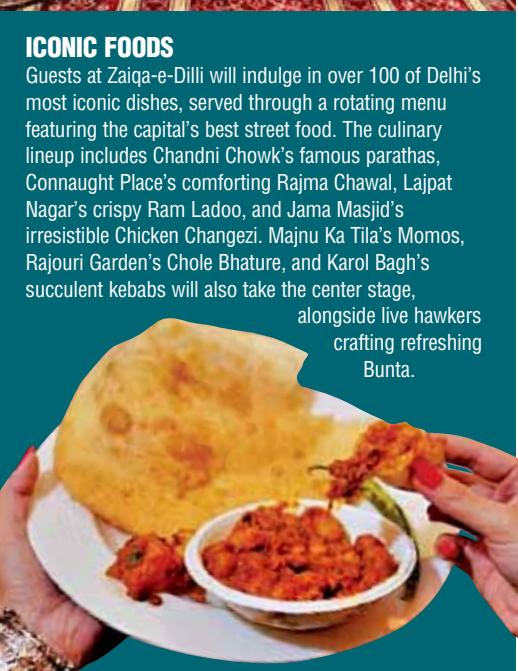 ICONIC FOODS
Guests at Zaiqa-e-Dilli will indulge in over 100 of Delhi's
most iconic dishes, served through a rotating menu
featuring the capital's best street food. The culinary
lineup includes Chandni Chowk's famous parathas,
Connaught Place's comforting Rajma Chawal, Lajpat
Nagar's crispy Ram Ladoo, and Jama Masjid's
irresistible Chicken Changezi. Majnu Ka Tila's Momos,
Rajouri Garden's Chole Bhature, and Karol Bagh's
succulent kebabs will also take the center stage,
alongside live hawkers
crafting refreshing
Bunta.